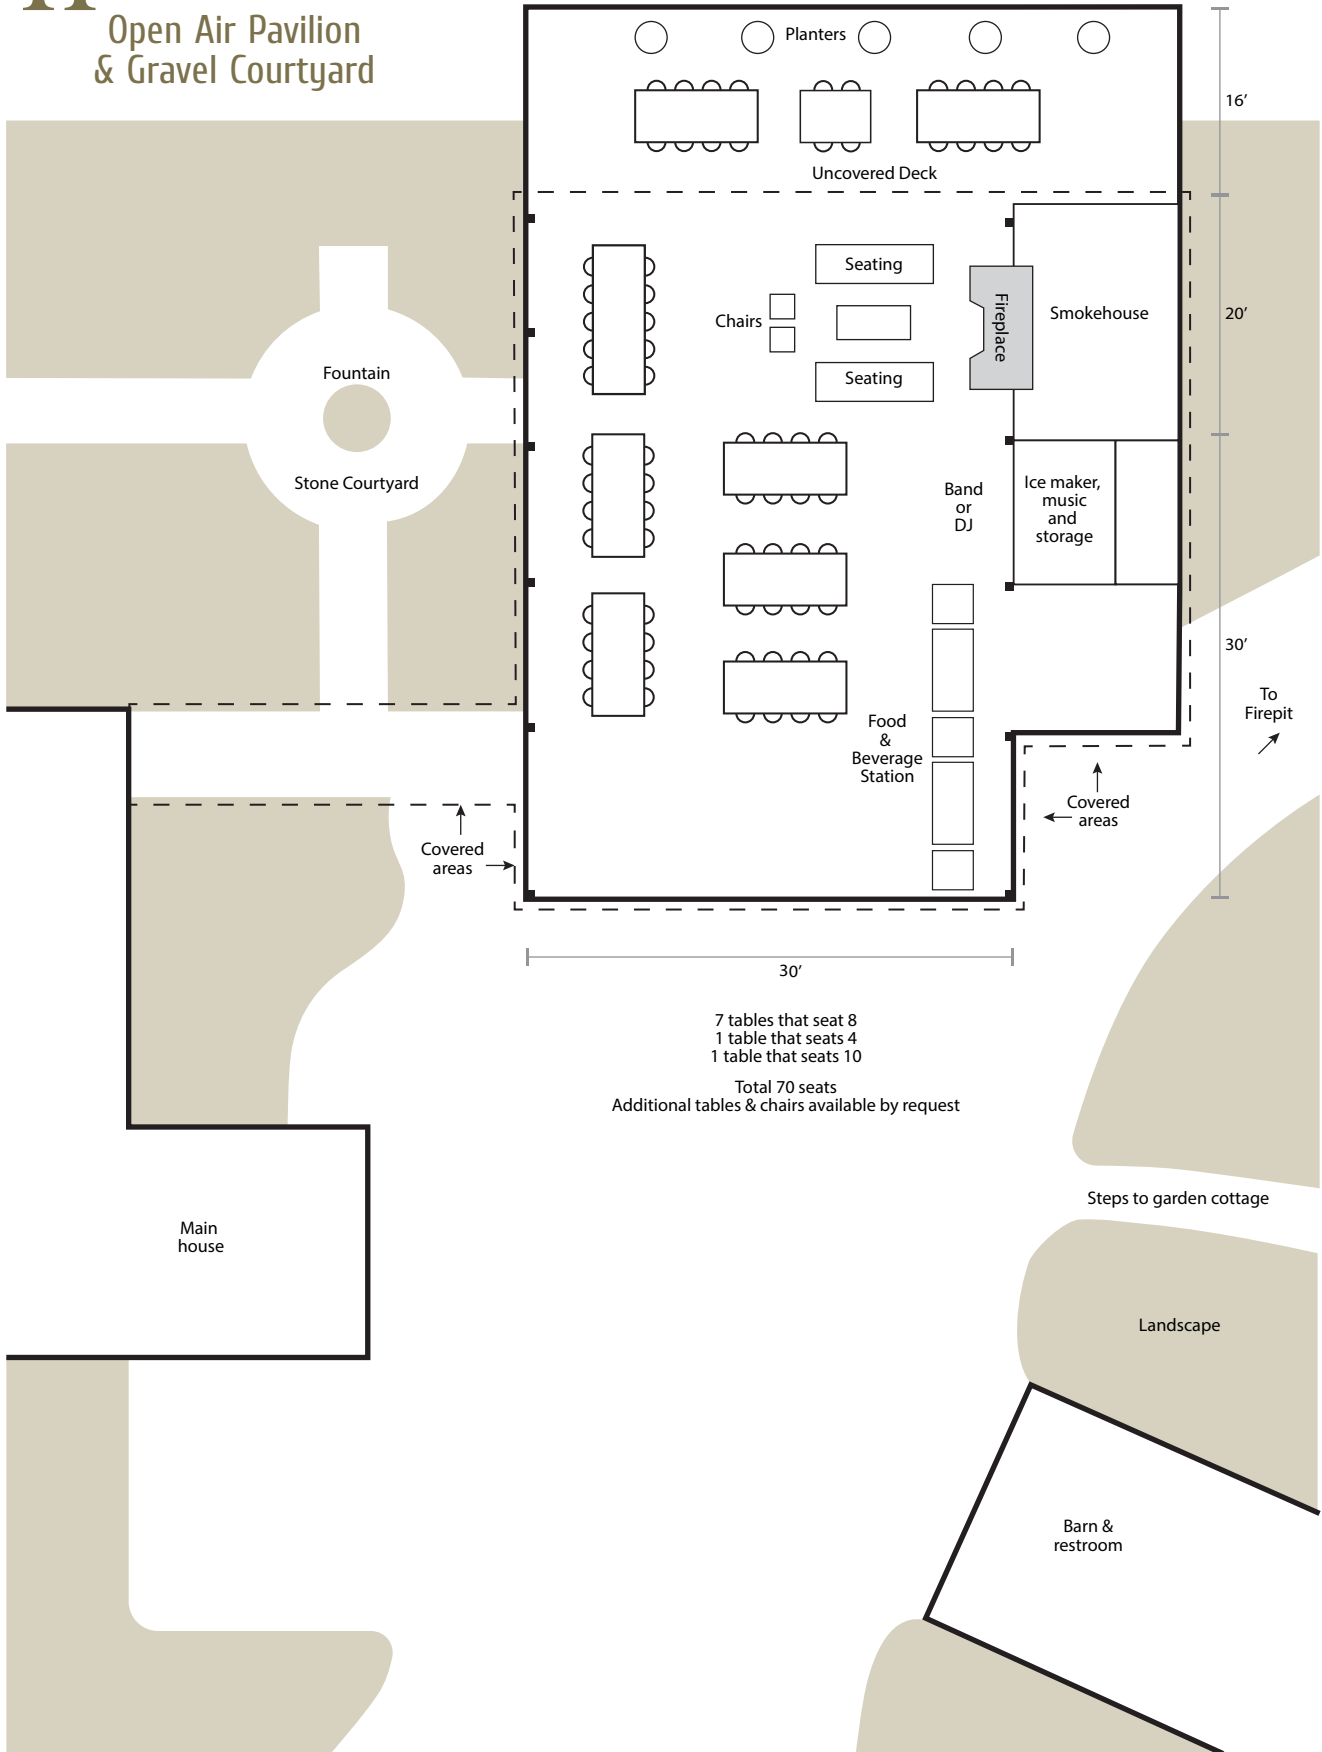 Open Air Pavilion
& Gravel Courtyard
Planters
16’
Uncovered Deck
Seating
Chairs
Fireplace
Smokehouse
20’
Seating
Fountain
Stone Courtyard
Band
or
DJ
Ice maker,
music
and
storage
30’
To
Firepit
Food
&
Beverage
Station
Covered
areas
Covered
areas
30’
7 tables that seat 8
1 table that seats 4
1 table that seats 10
Total 70 seats
Additional tables & chairs available by request
Steps to garden cottage
Main
house
Landscape
Barn &
restroom